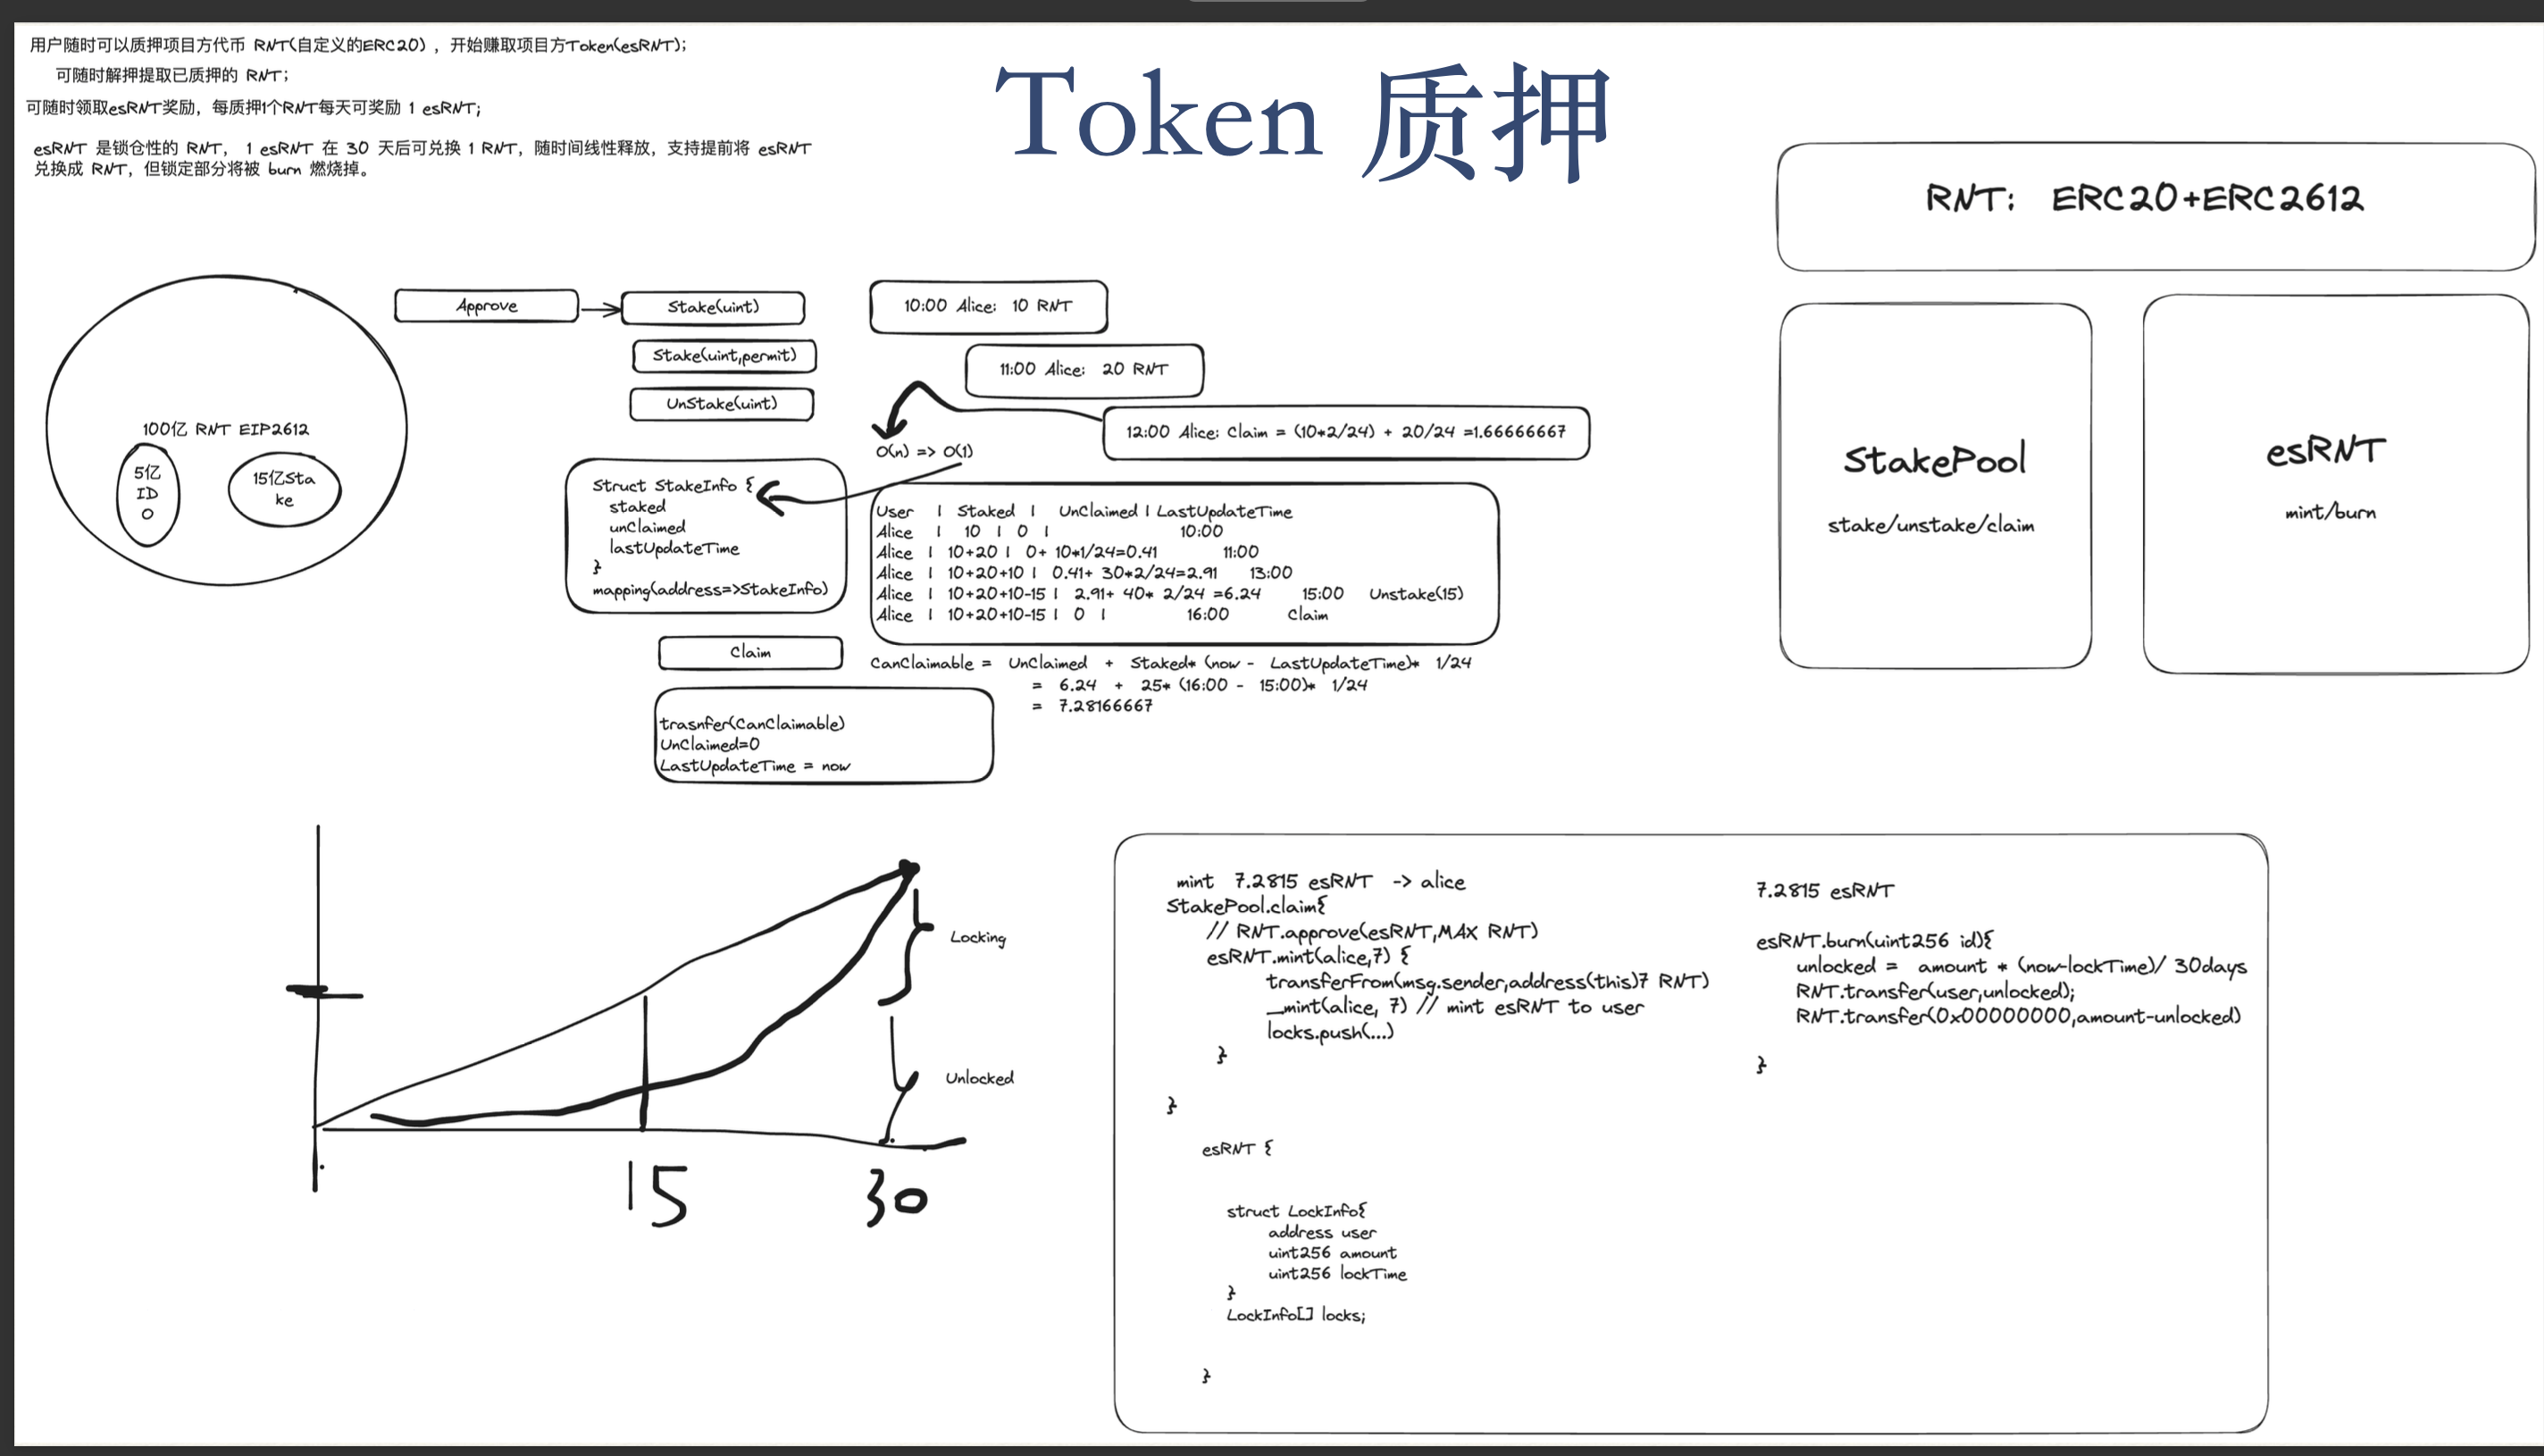 用户随时可以质押项目方代币 RNT(自定义的ERC20) ，开始赚取项目方Token(esRNT);
可随时解押提取已质押的 RNT;
可随时领取esRNT奖励，每质押1个RNT每天可奖励 1 esRNT;
esRNT 是锁仓性的 RNT， 1 esRNT 在 30 天后可兑换 1 RNT，随时间线性释放，支持提前将 esRNT
兑换成 RNT，但锁定部分将被 burn 燃烧掉。
Token 质押
RNT: ERC20+ERC2612
StakePool
stake/unstake/claim
esRNT
mint/burn
100亿 RNT EIP2612
5亿
ID
O
15亿Sta
ke
Approve
Stake(uint)
Stake(uint,permit)
UnStake(uint)
10:00 Alice: 10 RNT
11:00 Alice: 20 RNT
12:00 Alice: Claim = (10*2/24) + 20/24 =1.66666667
O(n) => O(1)
Struct StakeInfo {
staked
unClaimed
lastUpdateTime
}
mapping(address=>StakeInfo)
User | Staked | UnClaimed | LastUpdateTime
Alice | 10 | 0 | 10:00
Alice | 10+20 | 0+ 10*1/24=0.41 11:00
Alice | 10+20+10 | 0.41+ 30*2/24=2.91 13:00
Alice | 10+20+10-15 | 2.91+ 40* 2/24 =6.24 15:00 Unstake(15)
Alice | 10+20+10-15 | 0 | 16:00 Claim
Claim
CanClaimable = UnClaimed + Staked* (now - LastUpdateTime)* 1/24
= 6.24 + 25* (16:00 - 15:00)* 1/24
= 7.28166667
trasnfer(CanClaimable)
UnClaimed=0
LastUpdateTime = now
Locking
Unlocked
15
30
mint 7.2815 esRNT -> alice
StakePool.claim{
// RNT.approve(esRNT,MAX RNT)
esRNT.mint(alice,7) {
transferFrom(msg.sender,address(this)7 RNT)
_mint(alice, 7) // mint esRNT to user
locks.push(...)
}
}
7.2815 esRNT
esRNT.burn(uint256 id){
unlocked = amount * (now-lockTime)/ 30days
RNT.transfer(user,unlocked);
RNT.transfer(0x00000000,amount-unlocked)
}
esRNT {
struct LockInfo{
address user
uint256 amount
uint256 lockTime
}
LockInfo[] locks;
}